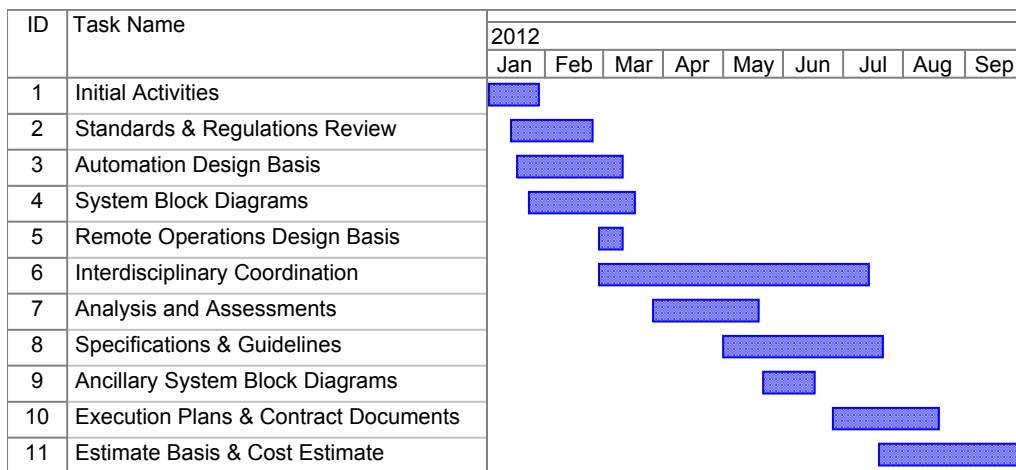 ID Task Name
2012
Jan Feb Mar Apr May Jun Jul Aug Sep
1 Initial Activities
2 Standards & Regulations Review
3 Automation Design Basis
4 System Block Diagrams
5 Remote Operations Design Basis
6 Interdisciplinary Coordination
7 Analysis and Assessments
8 Specifications & Guidelines
9 Ancillary System Block Diagrams
10 Execution Plans & Contract Documents
11 Estimate Basis & Cost Estimate